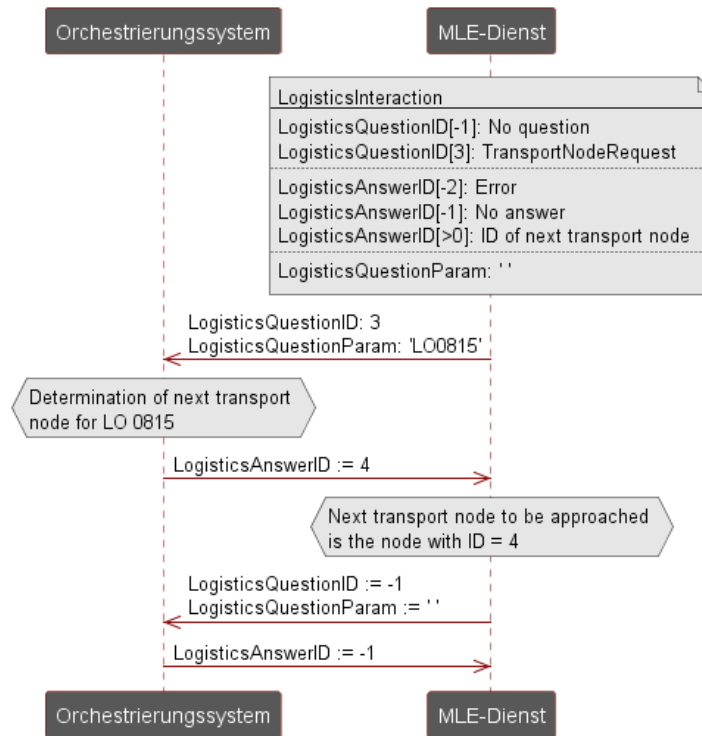 Orchestrierungssystem
MLE-Dienst
LogisticsInteraction
LogisticsQuestionID[-1]: No question
LogisticsQuestionID[3]: TransportNodeRequest
LogisticsAnswerID[-2]: Error
LogisticsAnswerID[-1]: No answer
LogisticsAnswerID[>0]: ID of next transport node
LogisticsQuestionParam: ' '
LogisticsQuestionID: 3
LogisticsQuestionParam: 'LO0815'
Determination of next transport
node for LO 0815
LogisticsAnswerID := 4
Next transport node to be approached
is the node with ID = 4
LogisticsQuestionID := -1
LogisticsQuestionParam := ' '
LogisticsAnswerID := -1
Orchestrierungssystem
MLE-Dienst